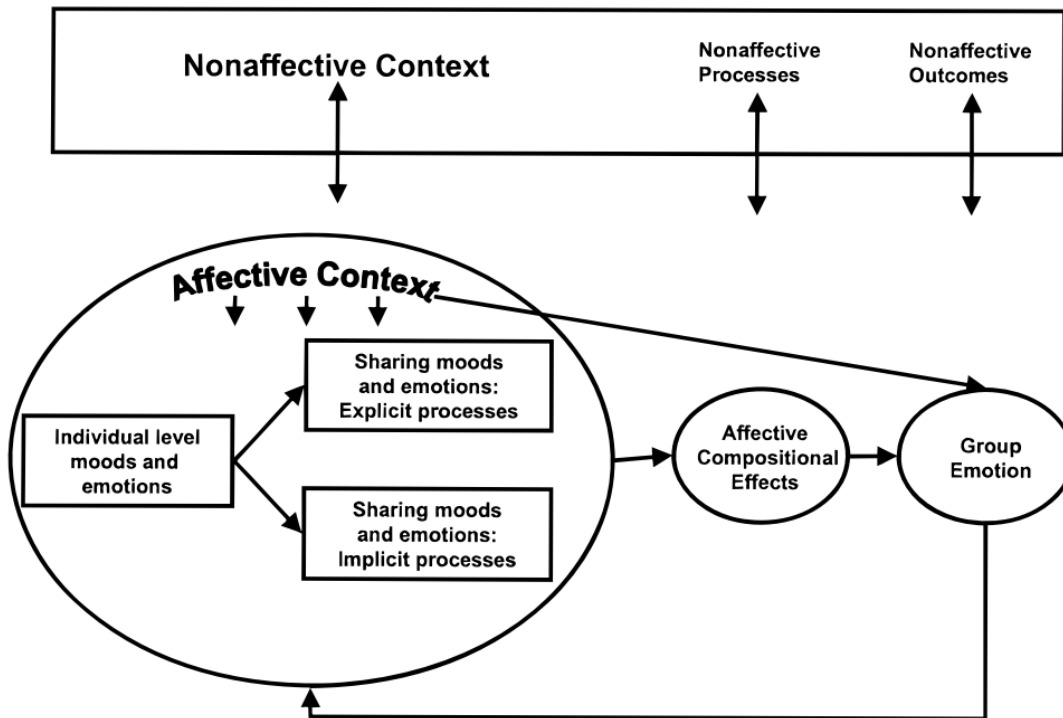 Nonaffective Context
Nonaffective
Processes
Nonaffective
Outcomes
Affective Context
Sharing moods
and emotions:
Explicit processes
Individual level
moods and
emotions
Sharing moods
and emotions:
Implicit processes
Affective
Compositional
Effects
Group
Emotion